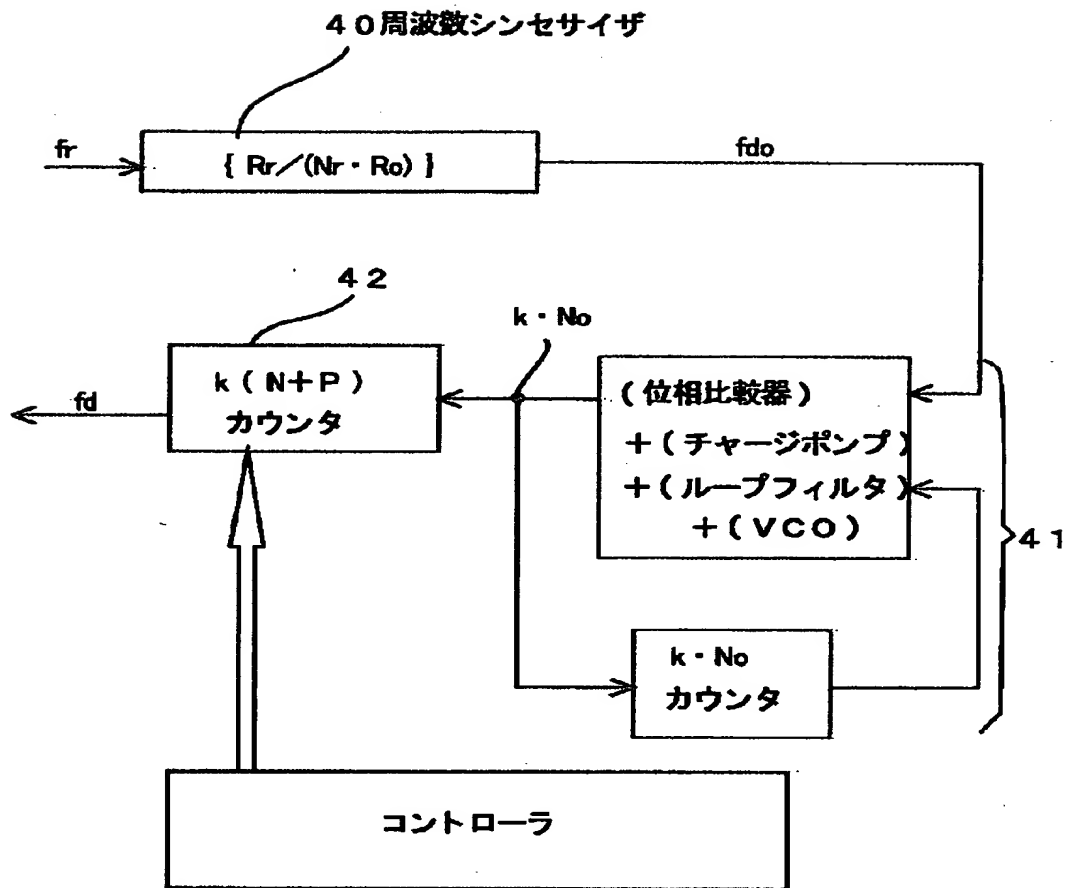 40周波数シンセサイザ
fr
{ Rr/(Nr・Ro) }
fdo
42
k・No
k(N+P)
カウンタ
fd
(位相比較器)
+(チャージポンプ)
+(ループフィルタ)
+(VCO)
41
k・No
カウンタ
コントローラ